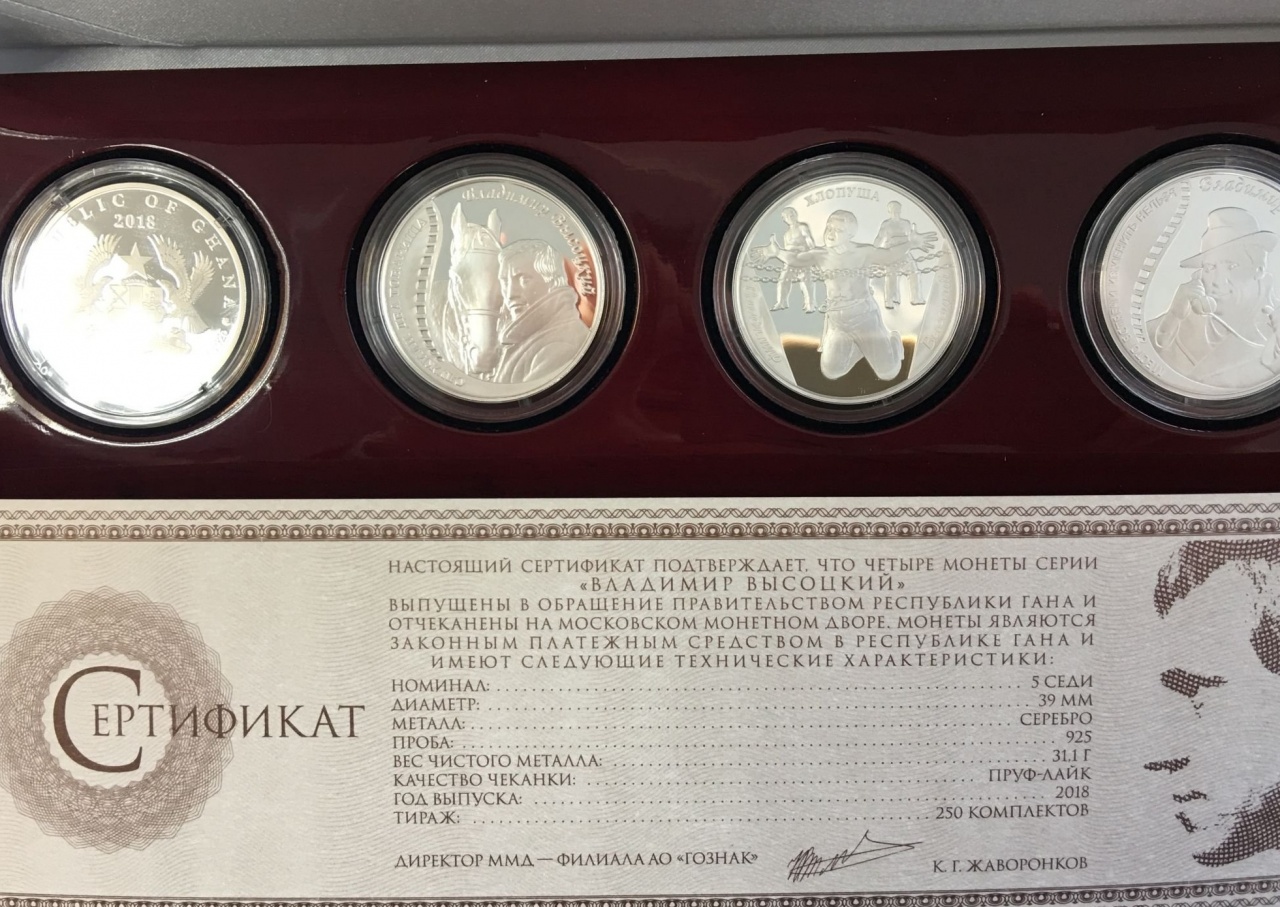 REPUBLIC OF GHANA
2018
Владимир Высоцкий
ХЛОПУША
НЕЛЬЗЯ
Владимир
СЕРТИФИКАТ
НАСТОЯЩИЙ СЕРТИФИКАТ ПОДТВЕРЖДАЕТ, ЧТО ЧЕТЫРЕ МОНЕТЫ СЕРИИ
«ВЛАДИМИР ВЫСОЦКИЙ»
ВЫПУЩЕНЫ В ОБРАЩЕНИЕ ПРАВИТЕЛЬСТВОМ РЕСПУБЛИКИ ГАНА И
ОТЧЕКАНЕНЫ НА МОСКОВСКОМ МОНЕТНОМ ДВОРЕ. МОНЕТЫ ЯВЛЯЮТСЯ
ЗАКОННЫМ ПЛАТЕЖНЫМ СРЕДСТВОМ В РЕСПУБЛИКЕ ГАНА И
ИМЕЮТ СЛЕДУЮЩИЕ ТЕХНИЧЕСКИЕ ХАРАКТЕРИСТИКИ:
НОМИНАЛ: 5 СЕДИ
ДИАМЕТР: 39 ММ
МЕТАЛЛ: СЕРЕБРО
ПРОБА: 925
ВЕС ЧИСТОГО МЕТАЛЛА: 31.1 Г
КАЧЕСТВО ЧЕКАНКИ: ПРУФ-ЛАЙК
ГОД ВЫПУСКА: 2018
ТИРАЖ: 250 КОМПЛЕКТОВ
ДИРЕКТОР ММД — ФИЛИАЛА АО «ГОЗНАК» К. Г. ЖАВОРОНКОВ